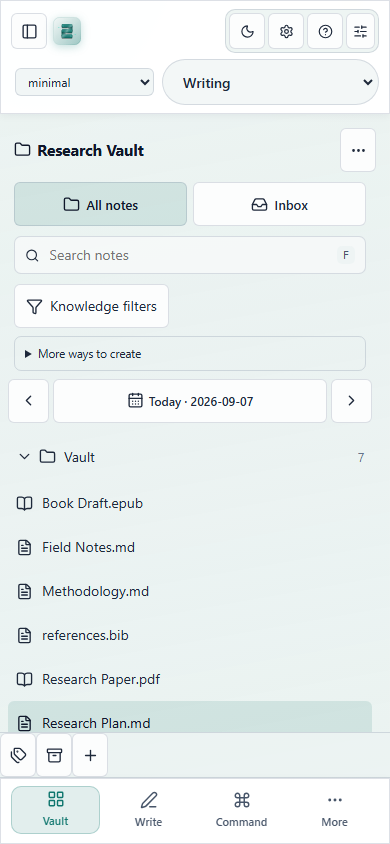 minimal
Writing
Research Vault
All notes
Inbox
Search notes
F
Knowledge filters
More ways to create
Today · 2026-09-07
Vault
7
Book Draft.epub
Field Notes.md
Methodology.md
references.bib
Research Paper.pdf
Research Plan.md
Vault
Write
Command
More